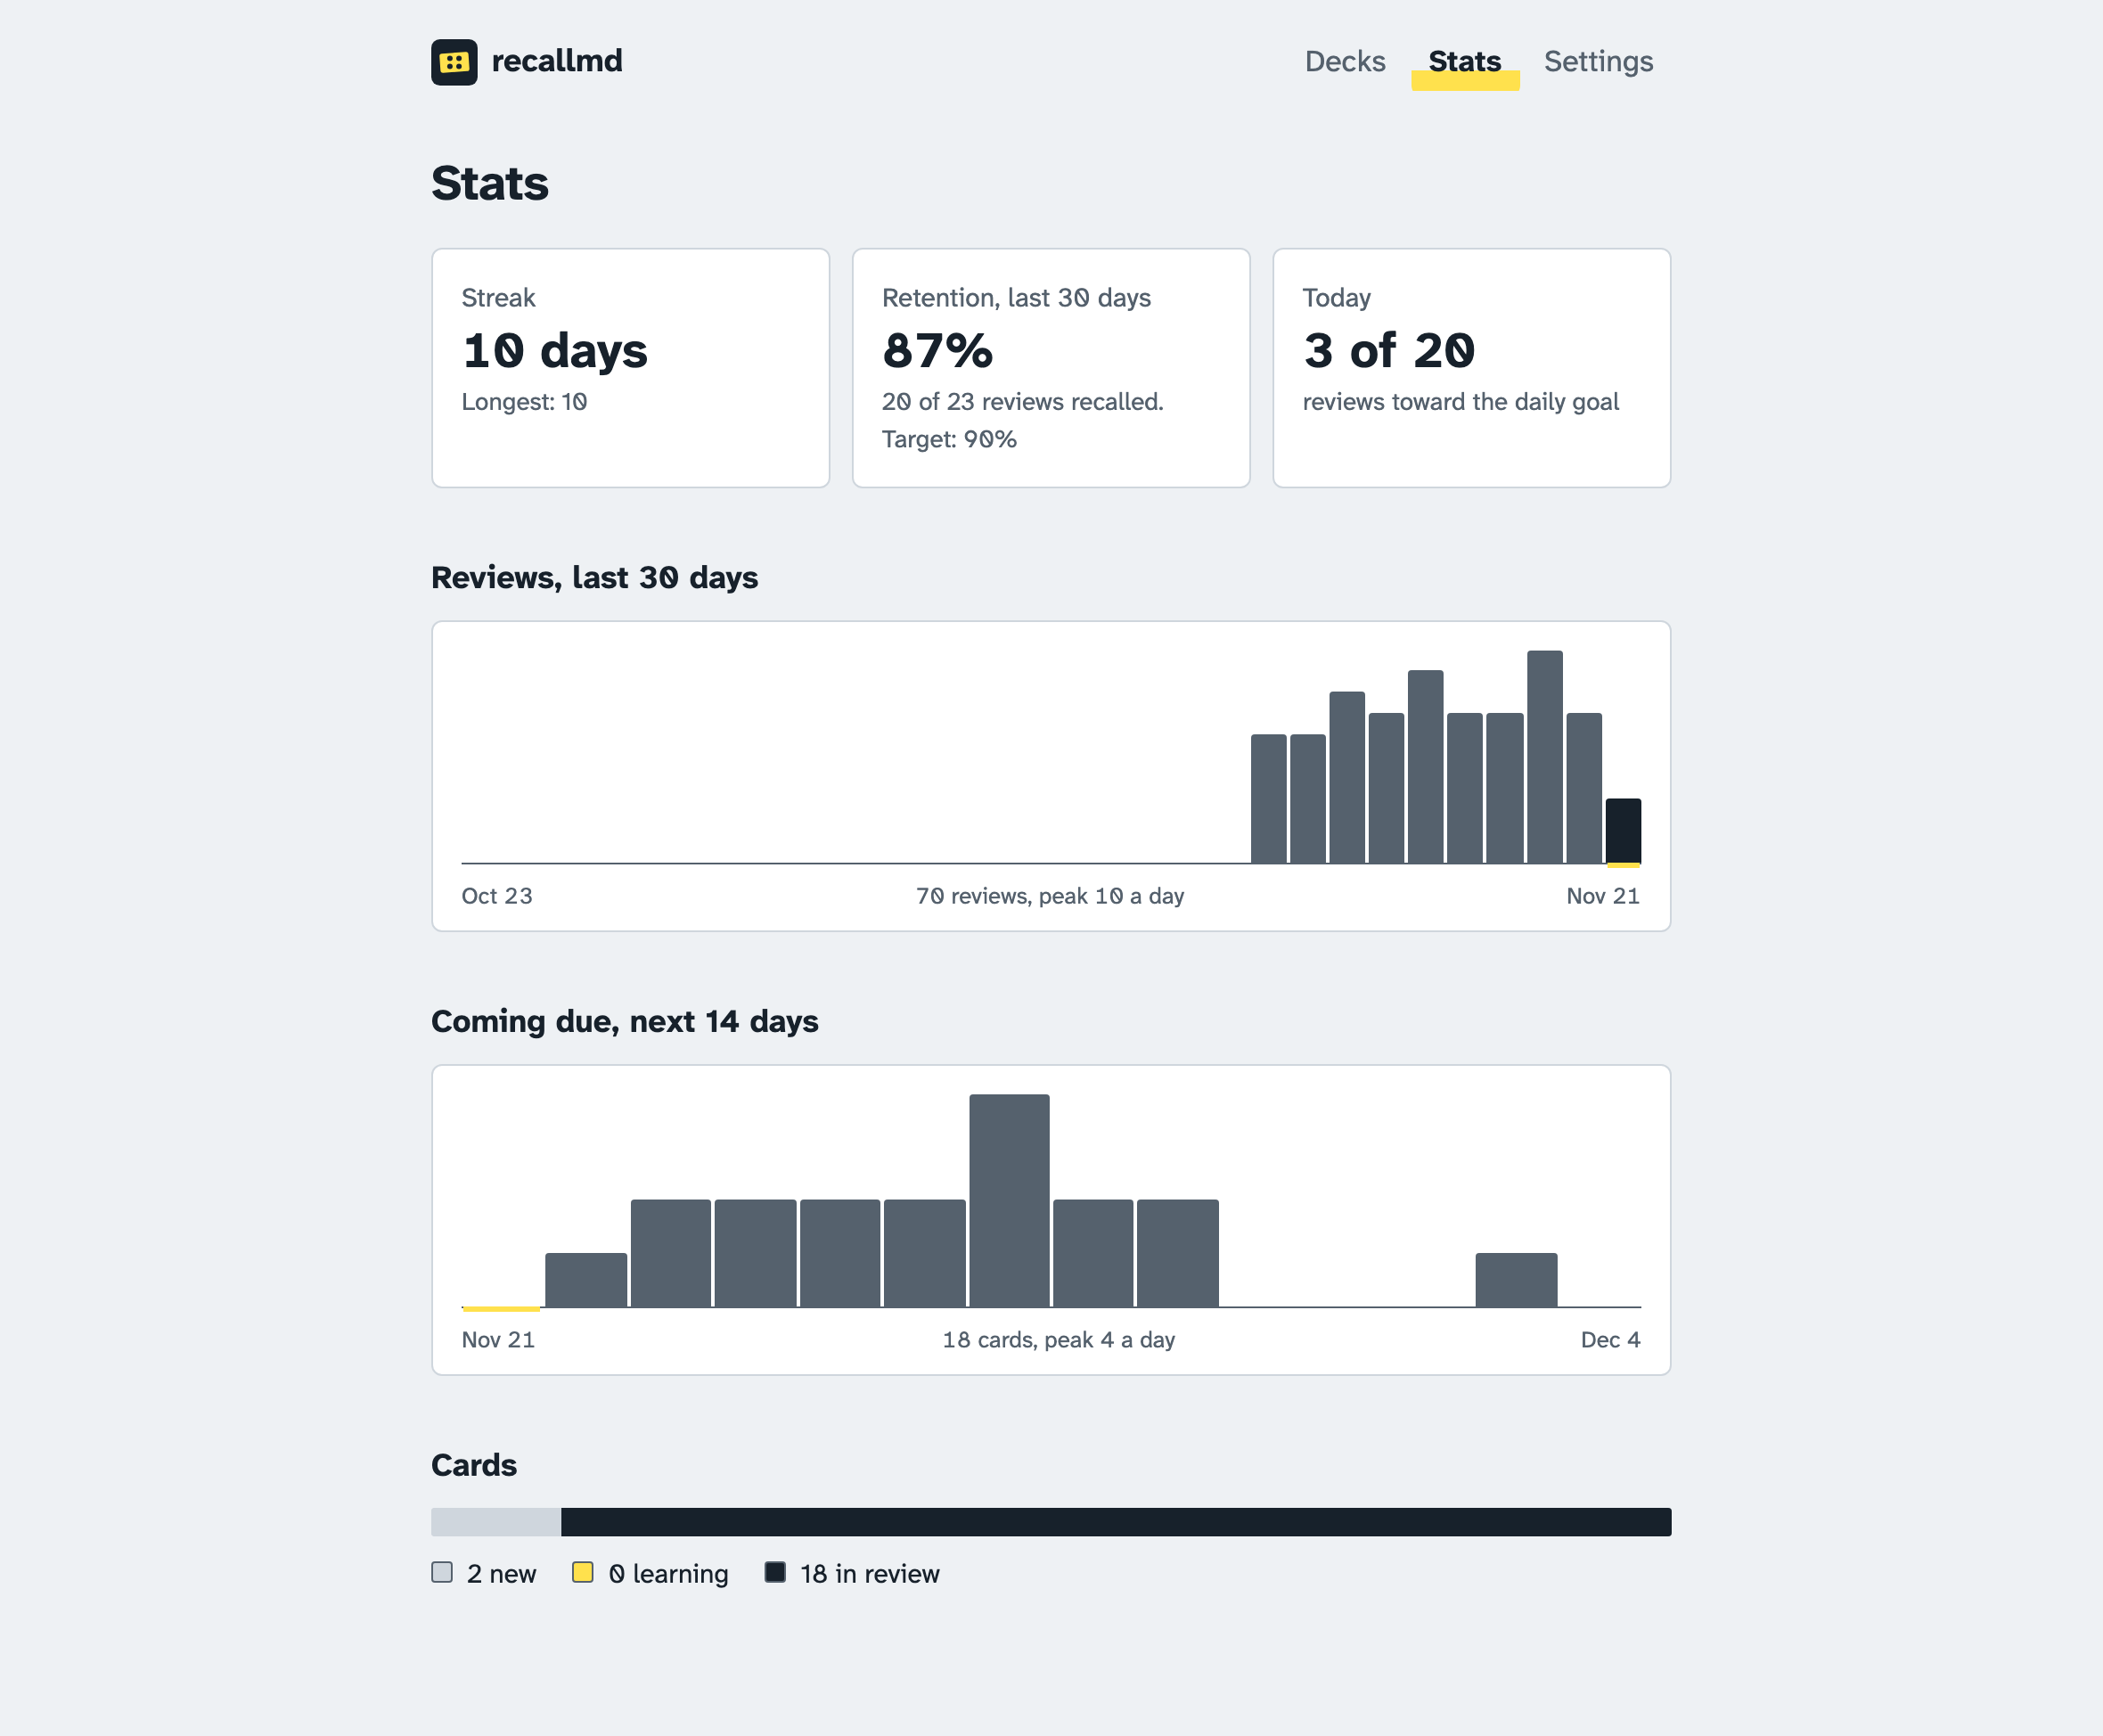 recallmd
Decks
Stats
Settings
Stats
Streak
10 days
Longest: 10
Retention, last 30 days
87%
20 of 23 reviews recalled.
Target: 90%
Today
3 of 20
reviews toward the daily goal
Reviews, last 30 days
Oct 23
70 reviews, peak 10 a day
Nov 21
Coming due, next 14 days
Nov 21
18 cards, peak 4 a day
Dec 4
Cards
2 new
0 learning
18 in review